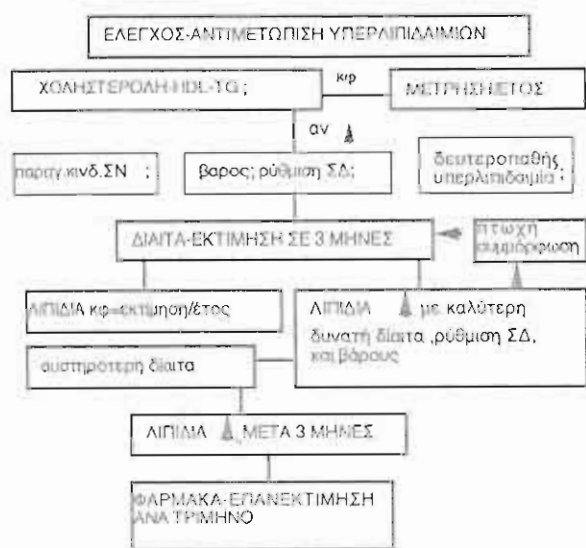 ΕΛΕΓΧΟΣ-ΑΝΤΙΜΕΤΩΠΙΣΗ ΥΠΕΡΛΙΠΙΔΑΙΜΙΩΝ
ΧΟΛΗΣΤΕΡΟΛΗ-HDL-TG ;
κφ
ΜΕΤΡΗΣΗ/ΕΤΟΣ
αν
παραγ.κινδ.ΣΝ ;
βαρος; ρύθμιση ΣΔ;
δευτεροπαθής
υπερλιπιδαιμία ;
ΔΙΑΙΤΑ-ΕΚΤΙΜΗΣΗ ΣΕ 3 ΜΗΝΕΣ
πτωχή
συμμόρφωση
ΛΙΠΙΔΙΑ κφ=εκτίμηση/έτος
ΛΙΠΙΔΙΑ με καλύτερη
δυνατή δίαιτα ,ρύθμιση ΣΔ,
και βάρους
αυστηρότερη δίαιτα
ΛΙΠΙΔΙΑ ,ΜΕΤΑ 3 ΜΗΝΕΣ
ΦΑΡΜΑΚΑ-ΕΠΑΝΕΚΤΙΜΗΣΗ
ΑΝΑ ΤΡΙΜΗΝΟ